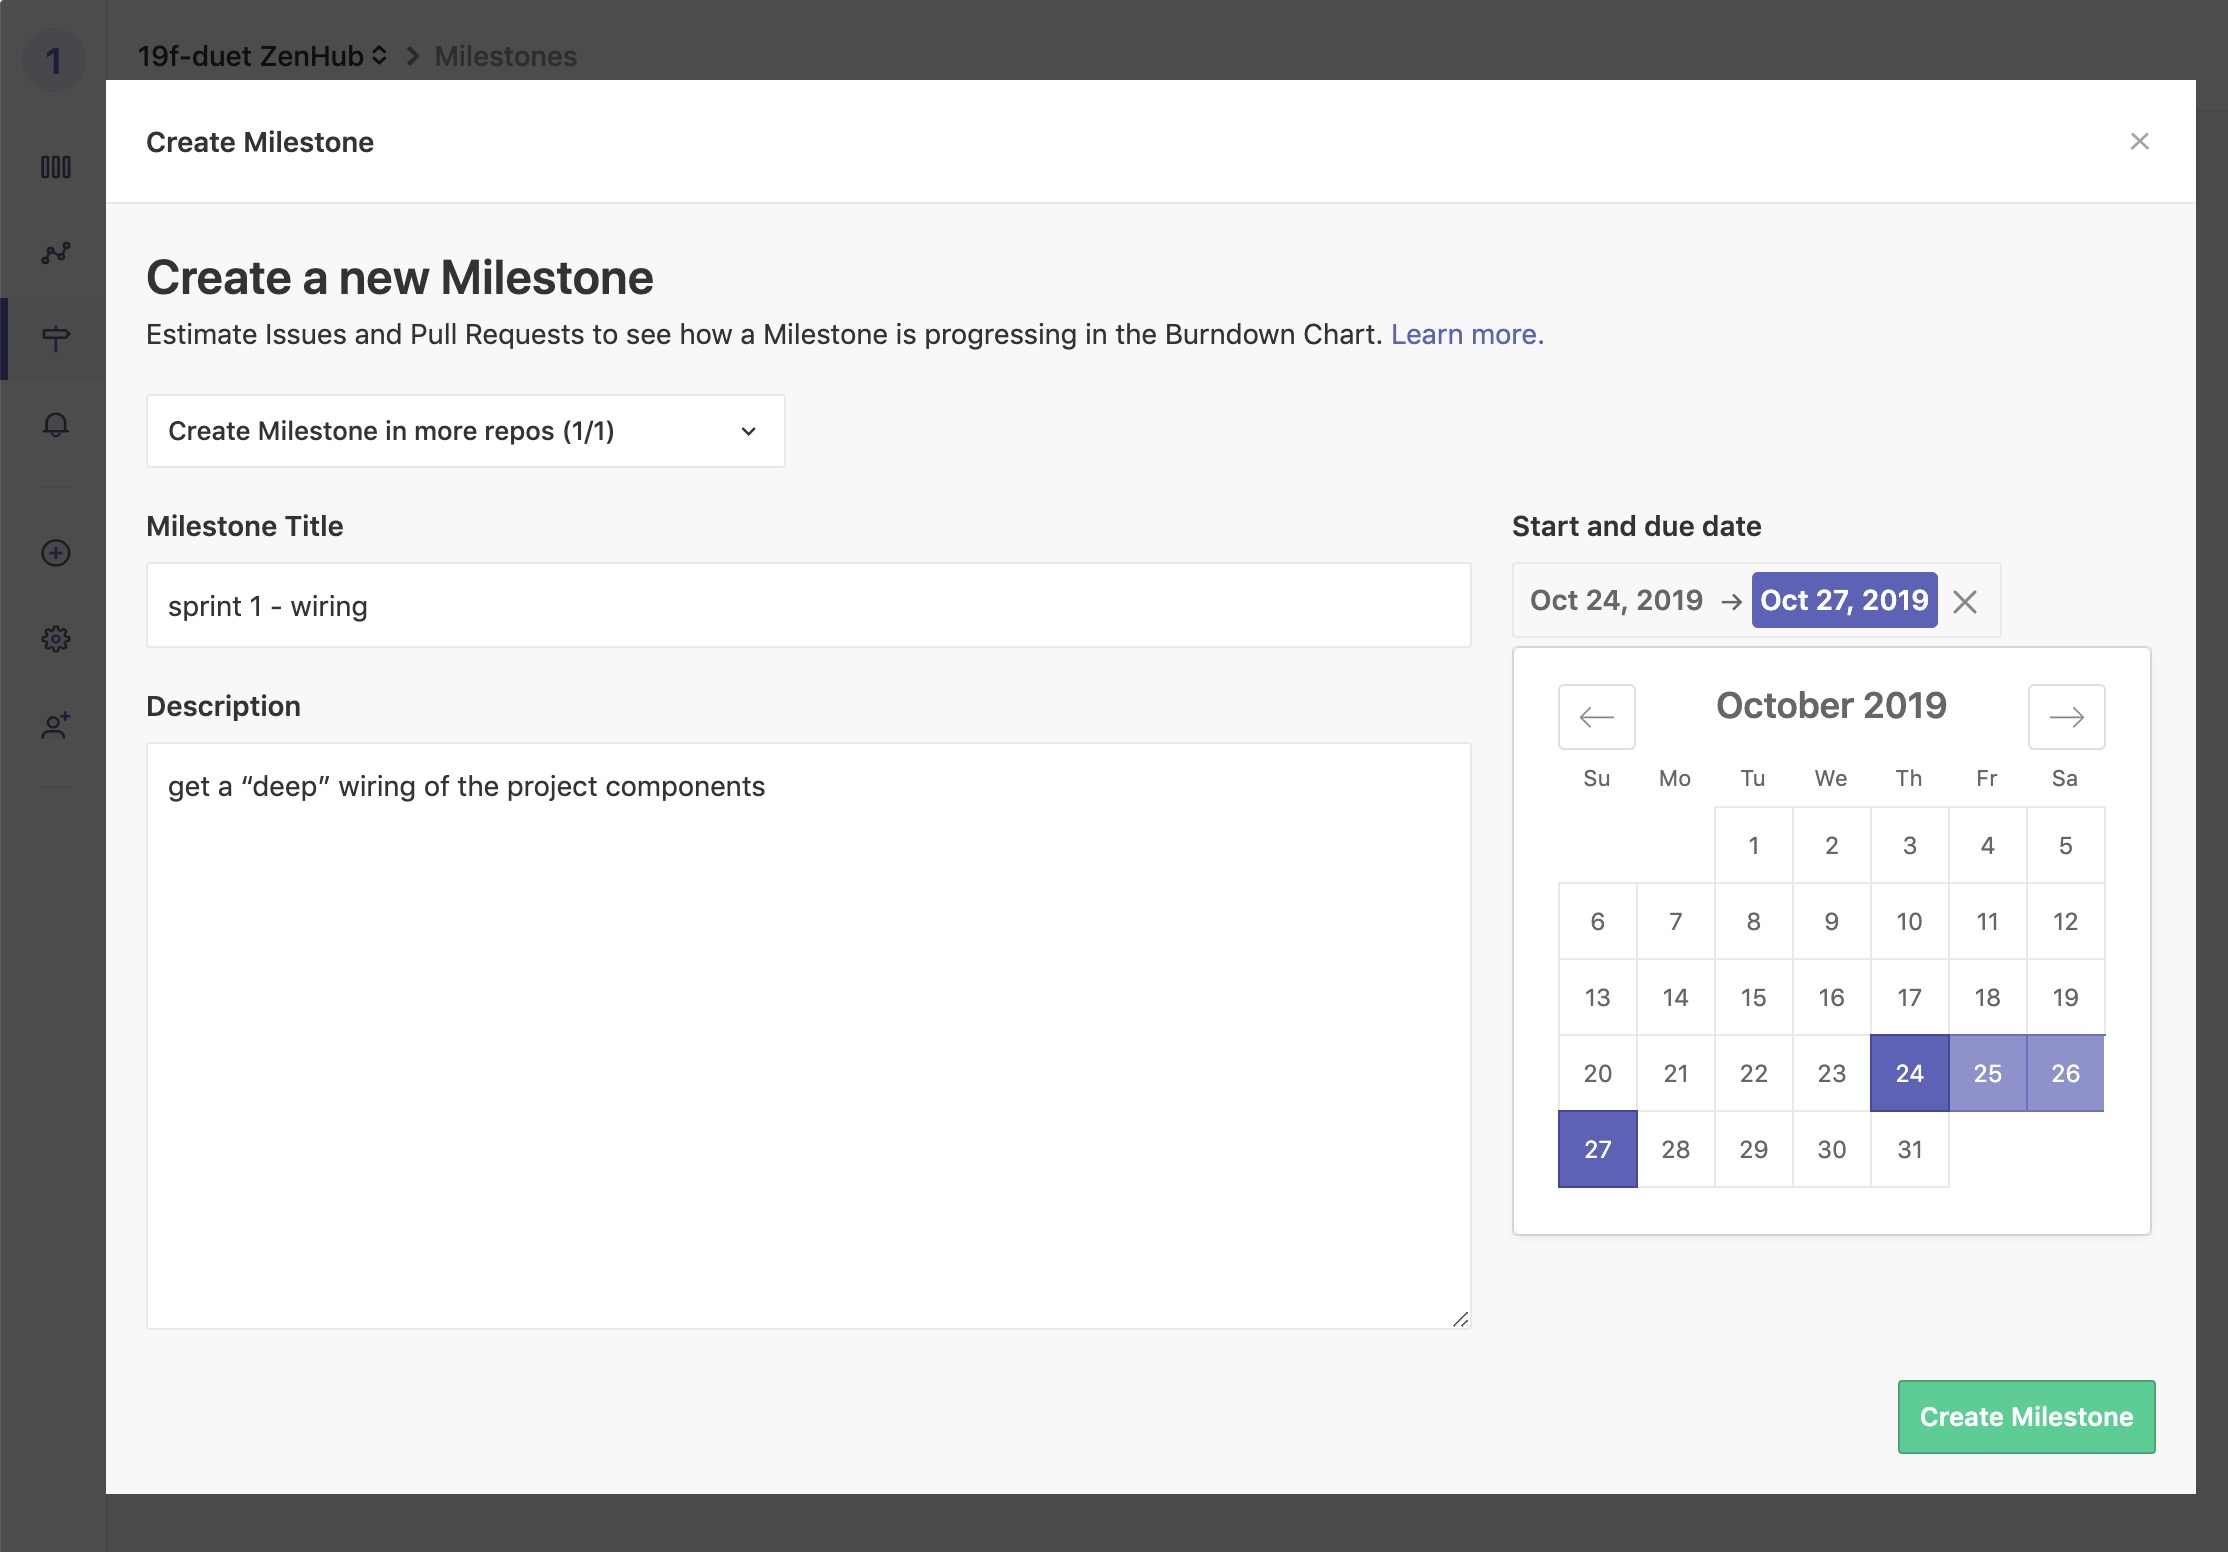 1
19f-duet ZenHub
Milestones
Create Milestone
Create a new Milestone
Estimate Issues and Pull Requests to see how a Milestone is progressing in the Burndown Chart. Learn more.
Create Milestone in more repos (1/1)
Milestone Title
sprint 1 - wiring
Description
get a “deep” wiring of the project components
Start and due date
Oct 24, 2019 → Oct 27, 2019
October 2019
Su Mo Tu We Th Fr Sa
1 2 3 4 5
6 7 8 9 10 11 12
13 14 15 16 17 18 19
20 21 22 23 24 25 26
27 28 29 30 31
Create Milestone